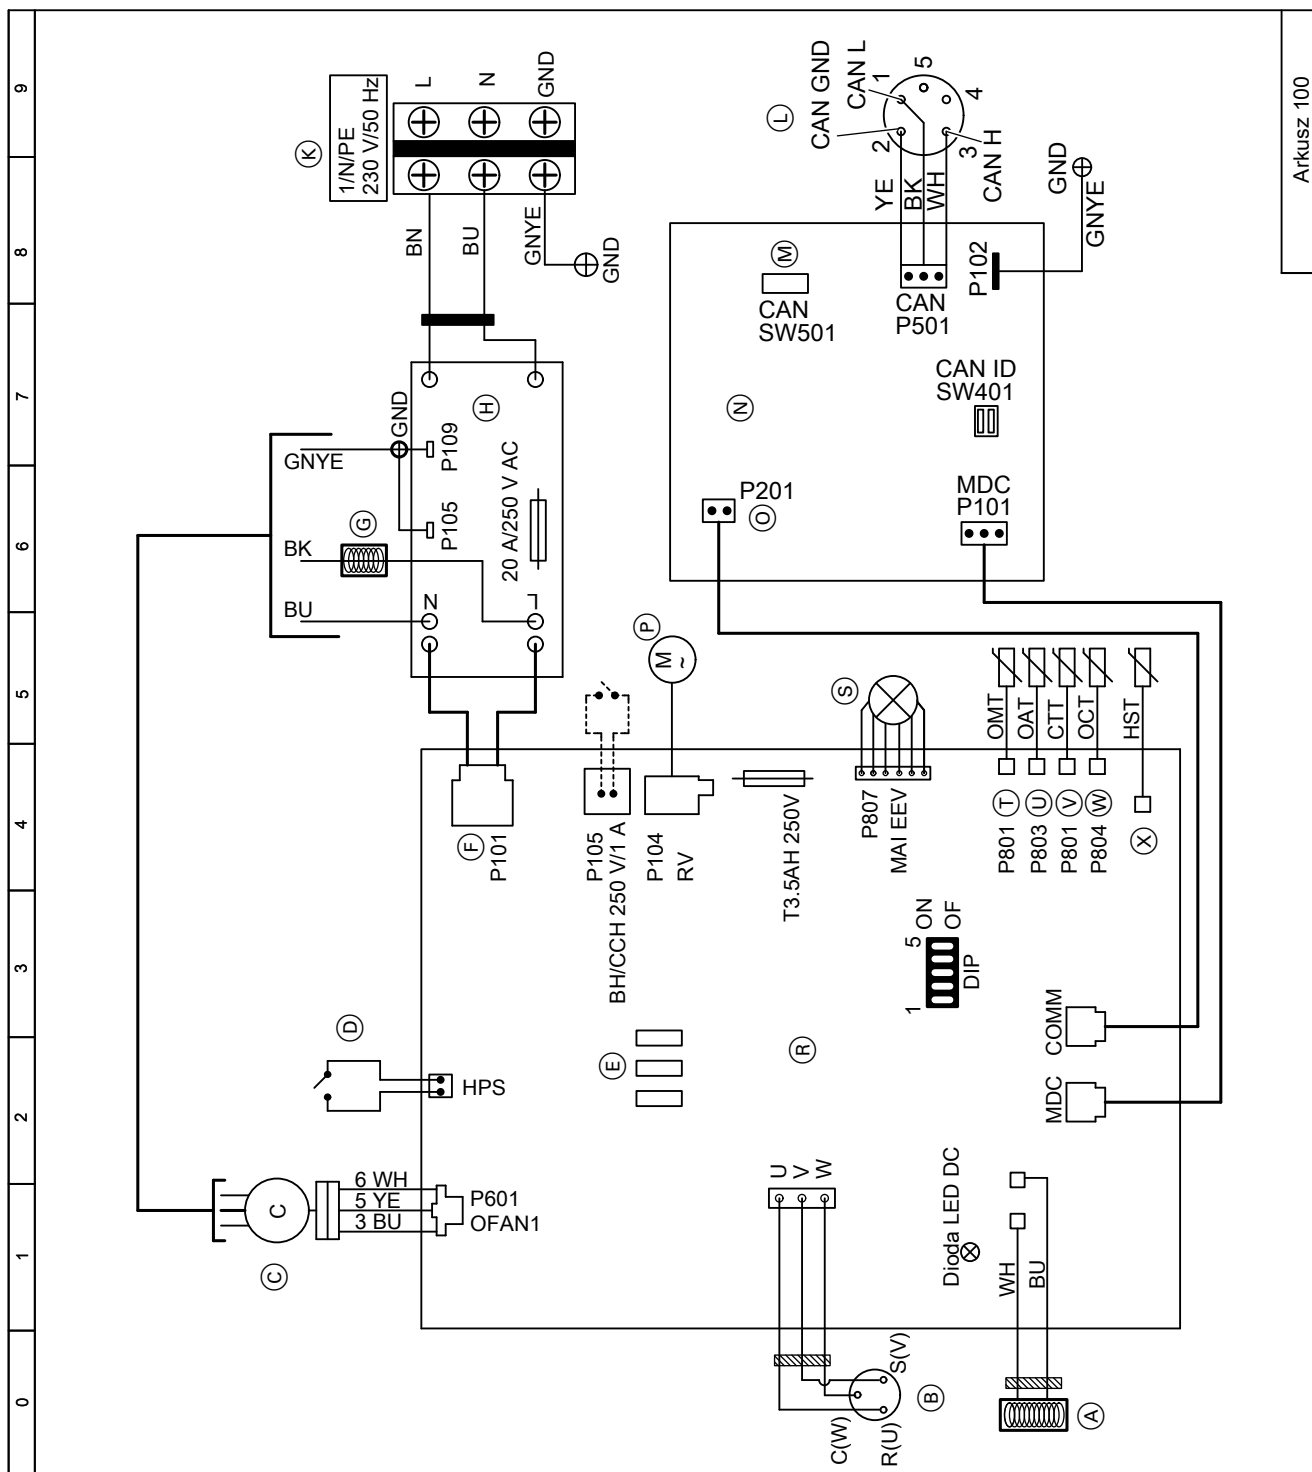 9
8
7
6
5
4
3
2
1
0
Arkusz 100
K
1/N/PE
230 V/50 Hz
L
N
GND
BN
BU
GNYE
GND
L
CAN GND
CAN L
1
5
2
4
3
CAN H
YE
BK
WH
GND
GNYE
M
CAN
SW501
CAN
P501
P102
N
CAN ID
SW401
P201
O
MDC
P101
H
GND
P109
P105
20 A/250 V AC
N
L
GNYE
BK
BU
G
P
M
~
S
OMT
OAT
CTT
OCT
HST
F
P101
P105
BH/CCH 250 V/1 A
P104
RV
T3.5AH 250V
P807
MAI EEV
P801 T
P803 U
P801 V
P804 W
X
1
5
ON
OF
DIP
D
HPS
E
R
COMM
MDC
C
C
6 WH
5 YE
3 BU
P601
OFAN1
U
V
W
Dioda LED DC
WH
BU
C(W)
R(U)
S(V)
B
A